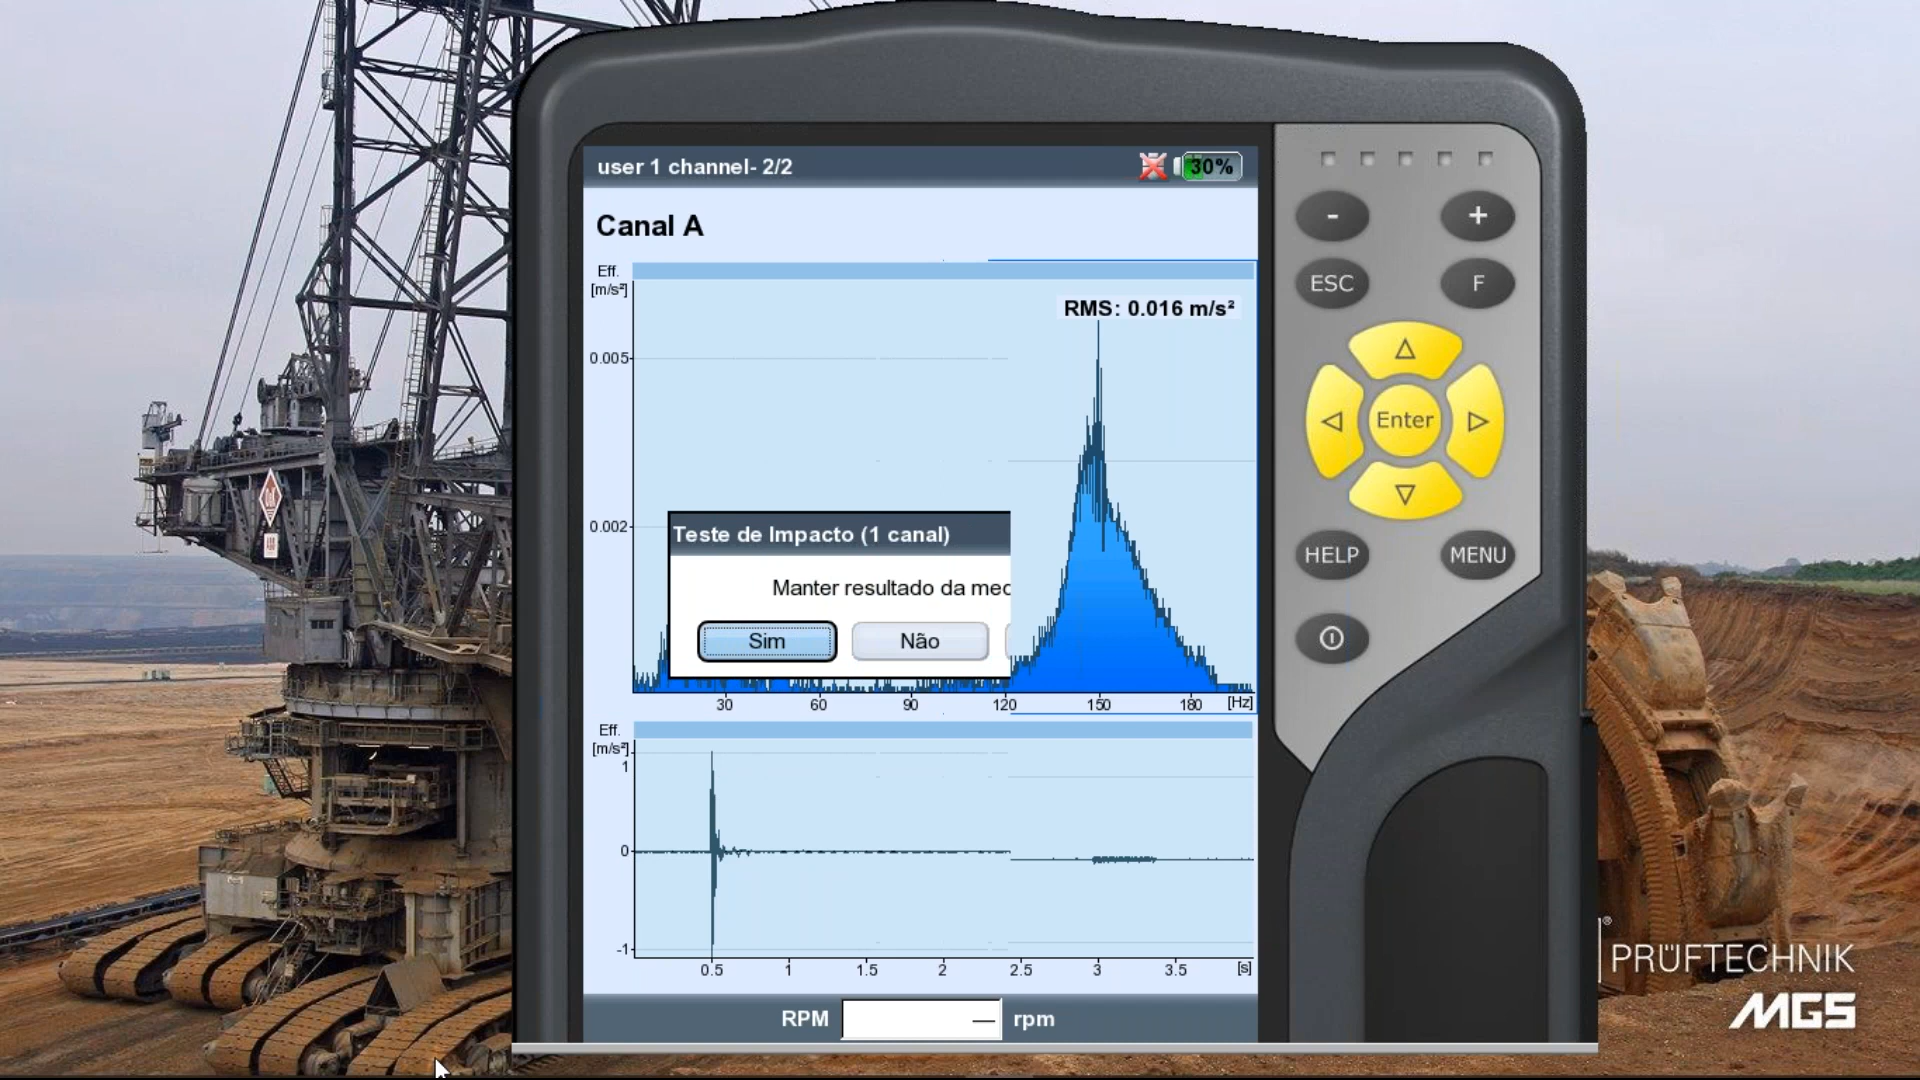 user 1 channel- 2/2
30%
Canal A
Eff.
[m/s²]
RMS: 0.016 m/s²
0.005
0.002
Teste de Impacto (1 canal)
Manter resultado da med
Sim
Não
30 60 90 120 150 180 [Hz]
Eff.
[m/s²]
1
0
-1
0.5 1 1.5 2 2.5 3 3.5 [s]
RPM — rpm
- +
ESC F
Enter
HELP MENU
PRÜFTECHNIK
MGS